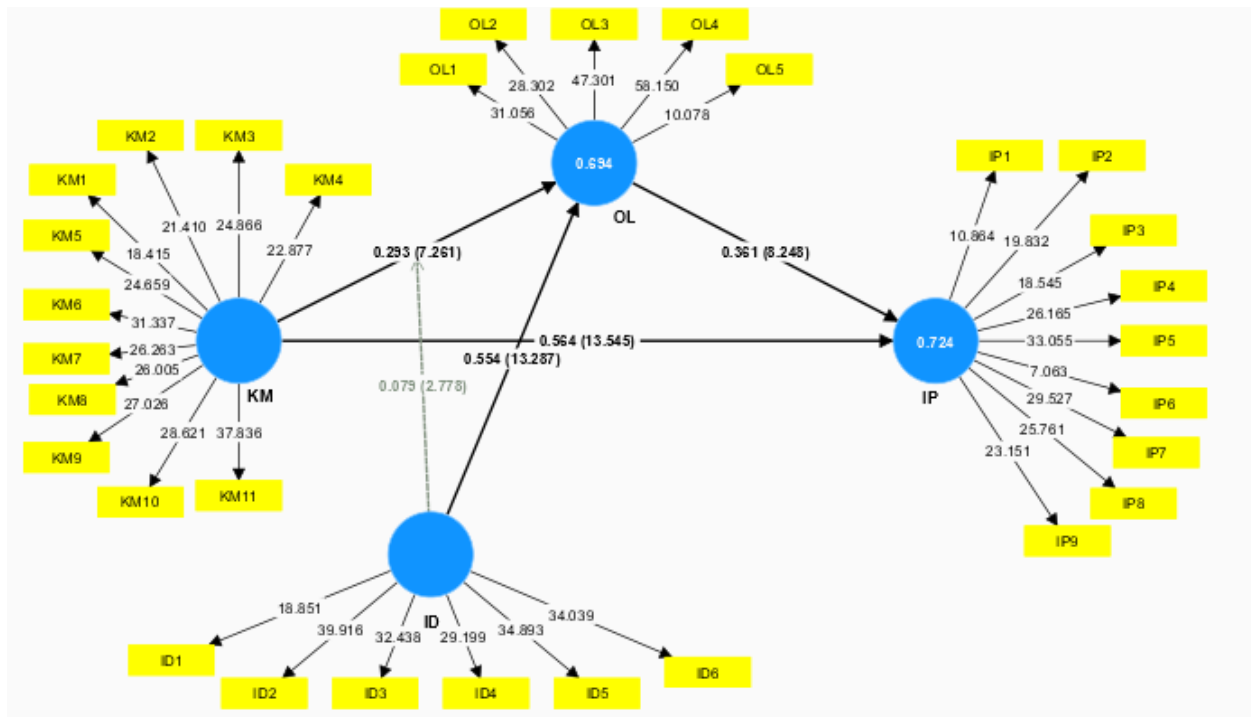 OL2
OL3
OL4
OL1
OL5
28.302
47.301
58.150
31.056
10.078
0.694
OL
KM2
KM3
KM1
KM4
KM5
KM6
KM7
KM8
KM9
KM10
KM11
21.410
24.866
22.877
18.415
24.659
31.337
26.263
26.005
27.026
28.621
37.836
KM
0.293 (7.261)
0.361 (8.248)
0.564 (13.545)
0.554 (13.287)
0.079 (2.778)
IP1
IP2
IP3
IP4
IP5
IP6
IP7
IP8
IP9
10.864
19.832
18.545
26.165
33.055
7.063
29.527
25.761
23.151
0.724
IP
ID
18.851
39.916
32.438
29.199
34.893
34.039
ID1
ID2
ID3
ID4
ID5
ID6